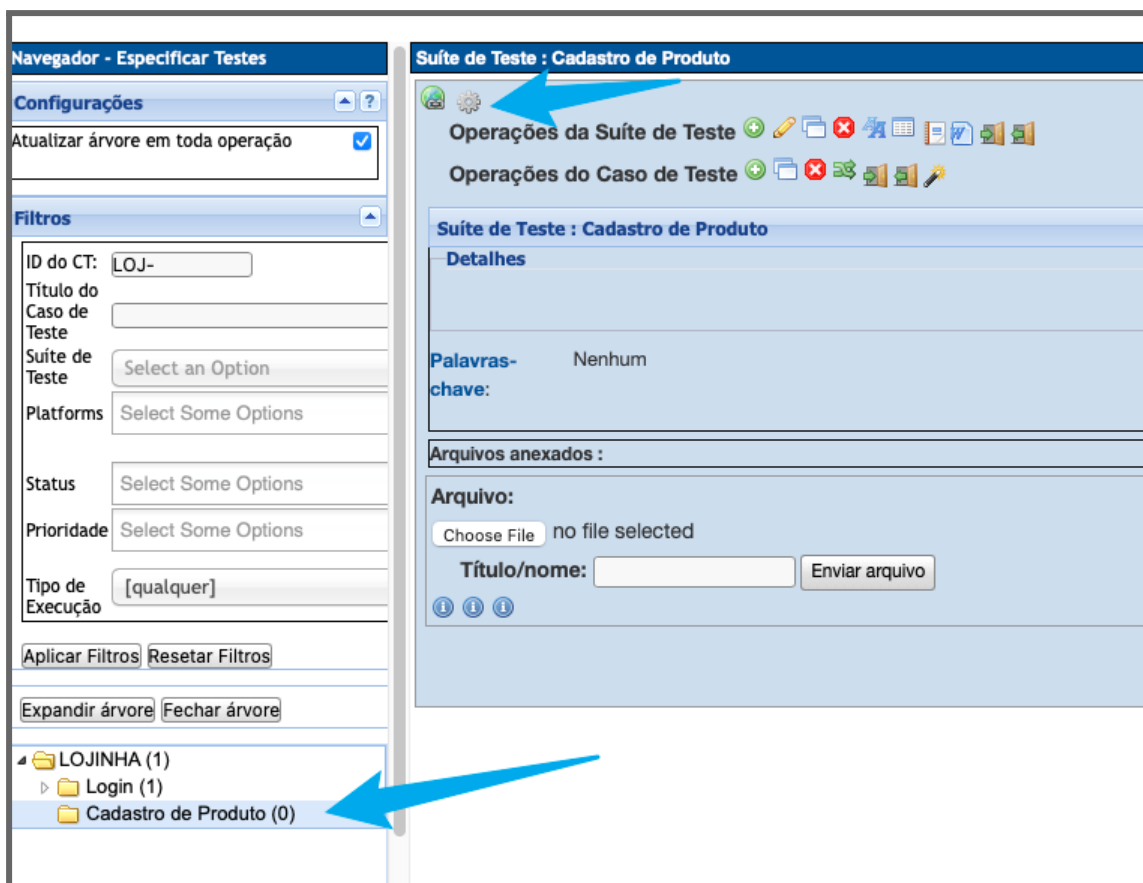 Navegador - Especificar Testes
Configurações
?
Atualizar árvore em toda operação
Filtros
ID do CT: LOJ-
Título do
Caso de
Teste
Suíte de
Teste
Select an Option
Platforms Select Some Options
Status Select Some Options
Prioridade Select Some Options
Tipo de
Execução
[qualquer]
Aplicar Filtros Resetar Filtros
Expandir árvore Fechar árvore
LOJINHA (1)
Login (1)
Cadastro de Produto (0)
Suíte de Teste : Cadastro de Produto
Operações da Suíte de Teste
Operações do Caso de Teste
Suíte de Teste : Cadastro de Produto
Detalhes
Palavras-
chave:
Nenhum
Arquivos anexados :
Arquivo:
Choose File no file selected
Título/nome: Enviar arquivo